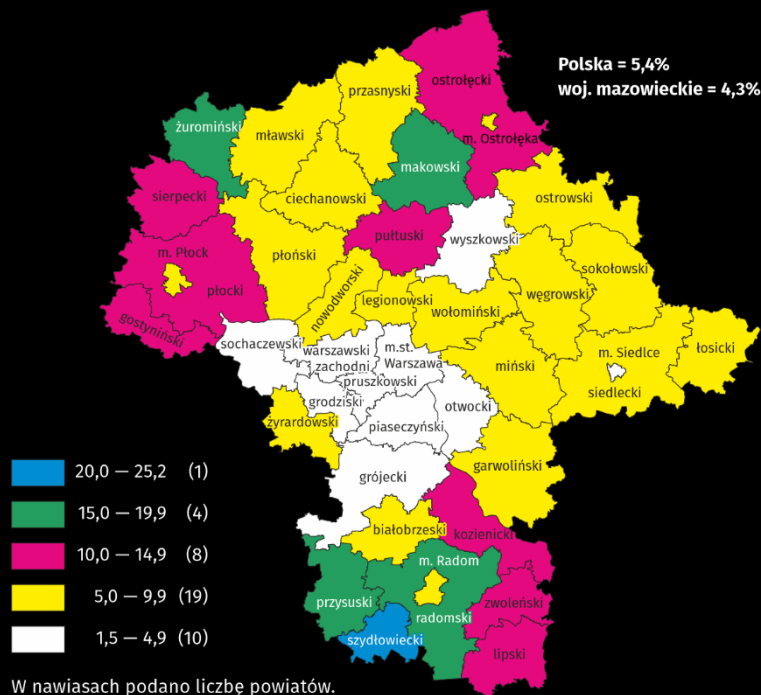 Polska = 5,4%
woj. mazowieckie = 4,3%
ostrołęcki
przasnyski
żuromiński
mławski
m. Ostrołęka
makowski
sierpecki
ciechanowski
ostrowski
pułtuski
wyszkowski
m. Płock
płoński
sokołowski
płocki
nowodworski
legionowski
wołomiński
węgrowski
gostyniński
sochaczewski
warszawski
zachodni
m.st.
Warszawa
pruszkowski
miński
m. Siedlce
łosicki
siedlecki
grodziski
otwocki
żyrardowski
piaseczyński
garwoliński
grójecki
białobrzeski
kozienicki
m. Radom
przysuski
radomski
zwoleński
szydłowiecki
lipski
20,0 — 25,2 (1)
15,0 — 19,9 (4)
10,0 — 14,9 (8)
5,0 — 9,9 (19)
1,5 — 4,9 (10)
W nawiasach podano liczbę powiatów.